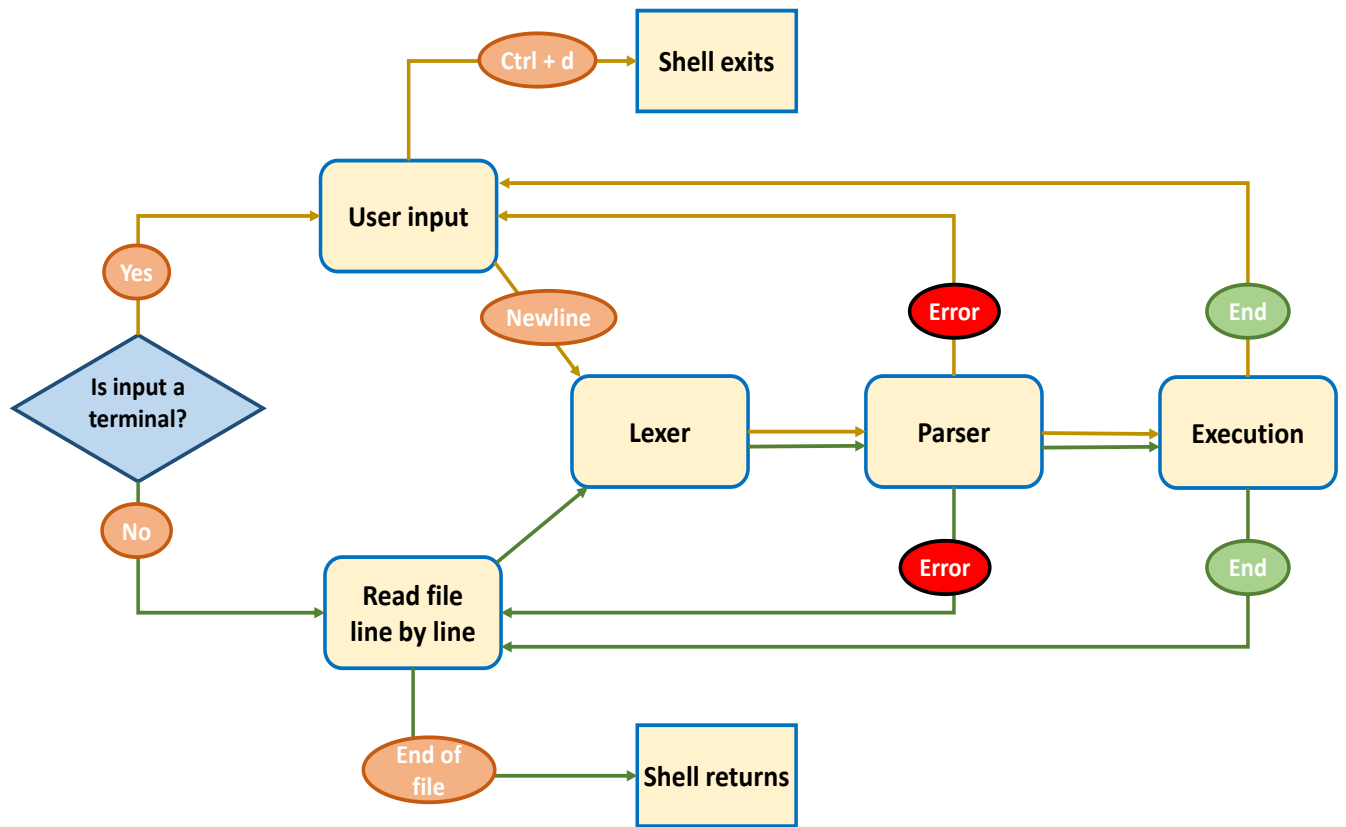 Ctrl + d
Shell exits
User input
Yes
Newline
Error
End
Is input a
terminal?
Lexer
Parser
Execution
No
Read file
line by line
Error
End
End of
file
Shell returns